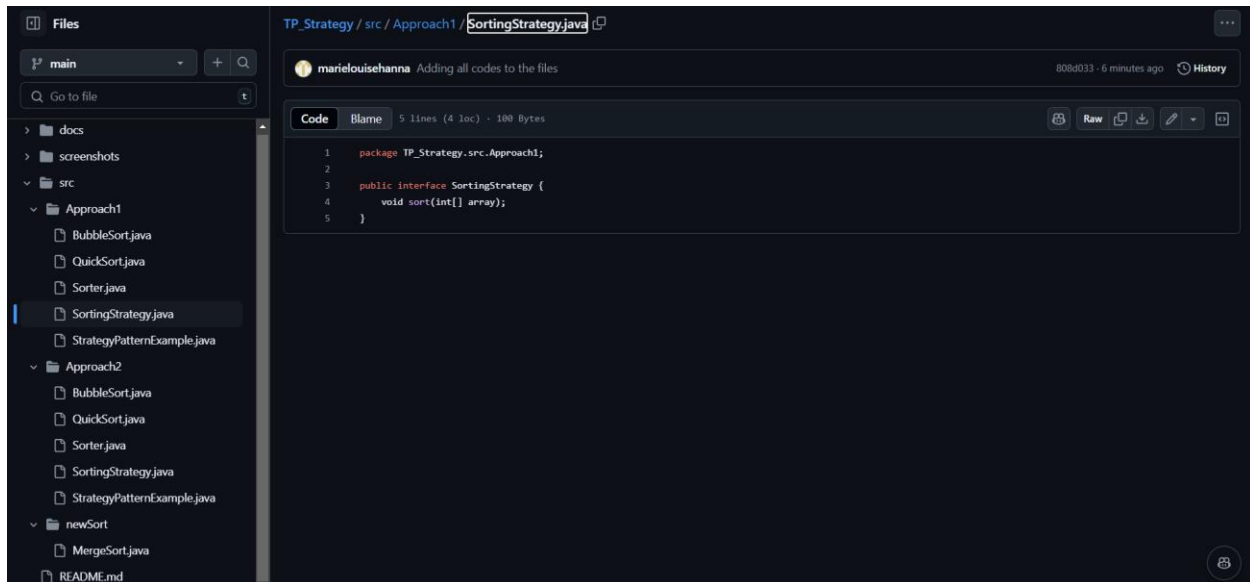 Files
main
Go to file
t
docs
screenshots
src
Approach1
BubbleSort.java
QuickSort.java
Sorter.java
SortingStrategy.java
StrategyPatternExample.java
Approach2
BubbleSort.java
QuickSort.java
Sorter.java
SortingStrategy.java
StrategyPatternExample.java
newSort
MergeSort.java
README.md
TP_Strategy / src / Approach1 / SortingStrategy.java
marielouisehanna Adding all codes to the files
808d033 · 6 minutes ago History
Code Blame 5 lines (4 loc) · 100 Bytes
Raw
1 package TP_Strategy.src.Approach1;
2
3 public interface SortingStrategy {
4 void sort(int[] array);
5 }